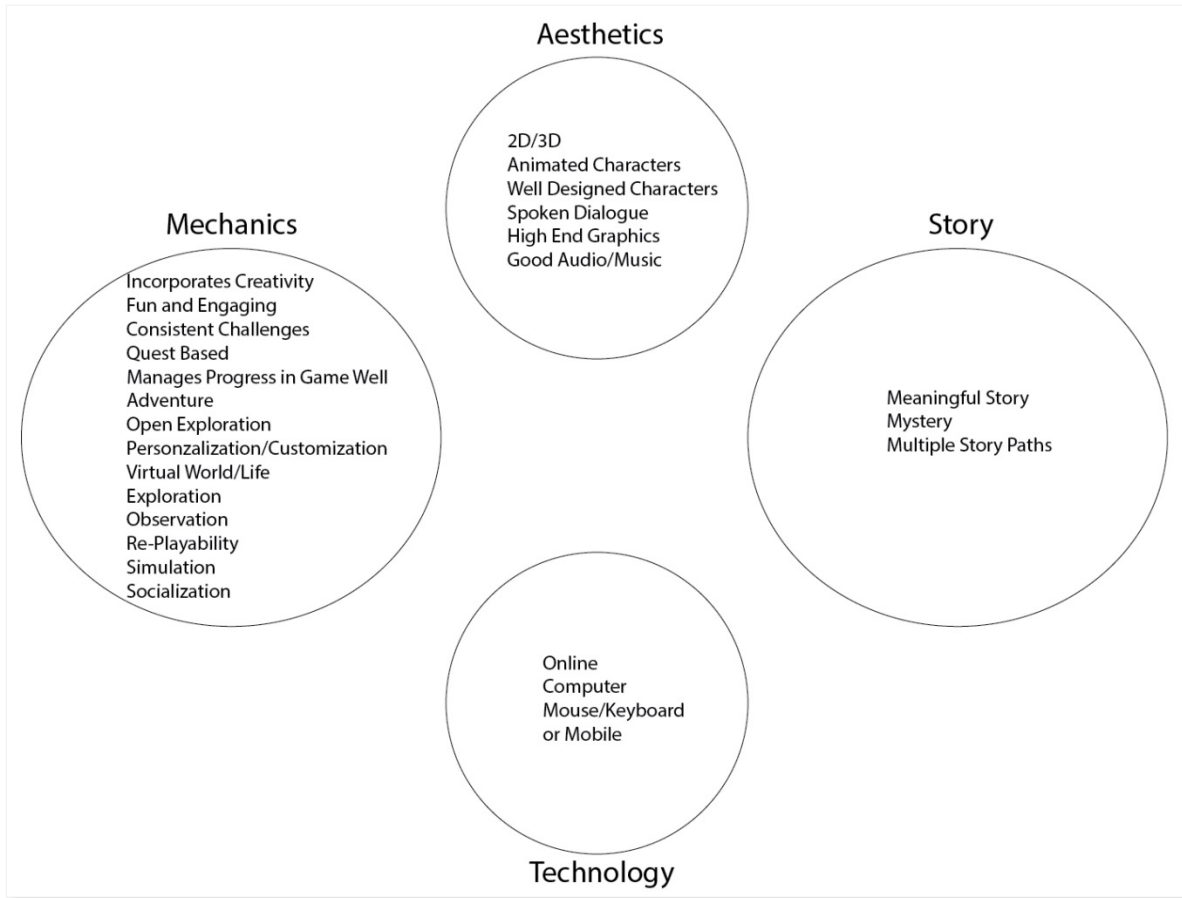 Aesthetics
2D/3D
Animated Characters
Well Designed Characters
Spoken Dialogue
High End Graphics
Good Audio/Music
Mechanics
Incorporates Creativity
Fun and Engaging
Consistent Challenges
Quest Based
Manages Progress in Game Well
Adventure
Open Exploration
Personzalization/Customization
Virtual World/Life
Exploration
Observation
Re-Playability
Simulation
Socialization
Story
Meaningful Story
Mystery
Multiple Story Paths
Online
Computer
Mouse/Keyboard
or Mobile
Technology